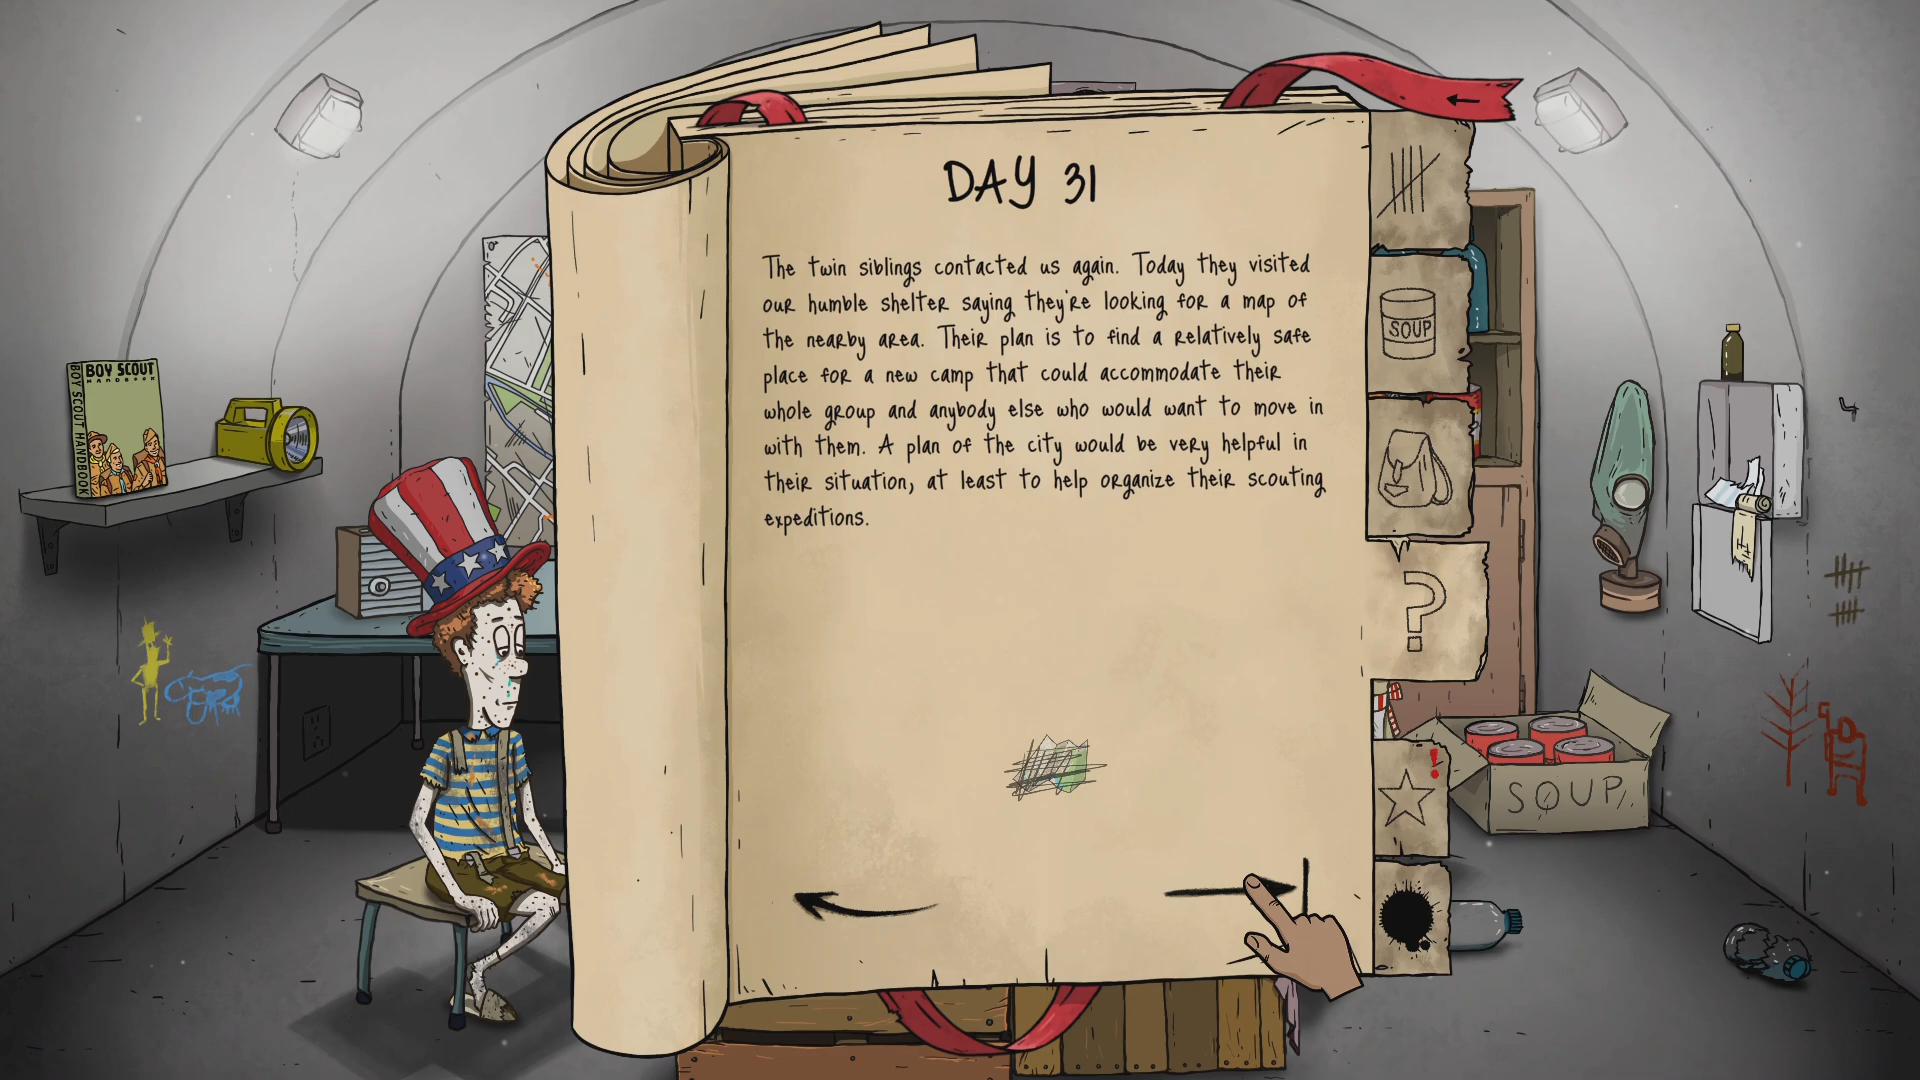 DAY 31
The twin siblings contacted us again. Today they visited
our humble shelter saying they're looking for a map of
the nearby area. Their plan is to find a relatively safe
place for a new camp that could accommodate their
whole group and anybody else who would want to move in
with them. A plan of the city would be very helpful in
their situation, at least to help organize their scouting
expeditions.
SOUP
?
!
BOY SCOUT
HANDBOOK
BOY SCOUT HANDBOOK
SOUP